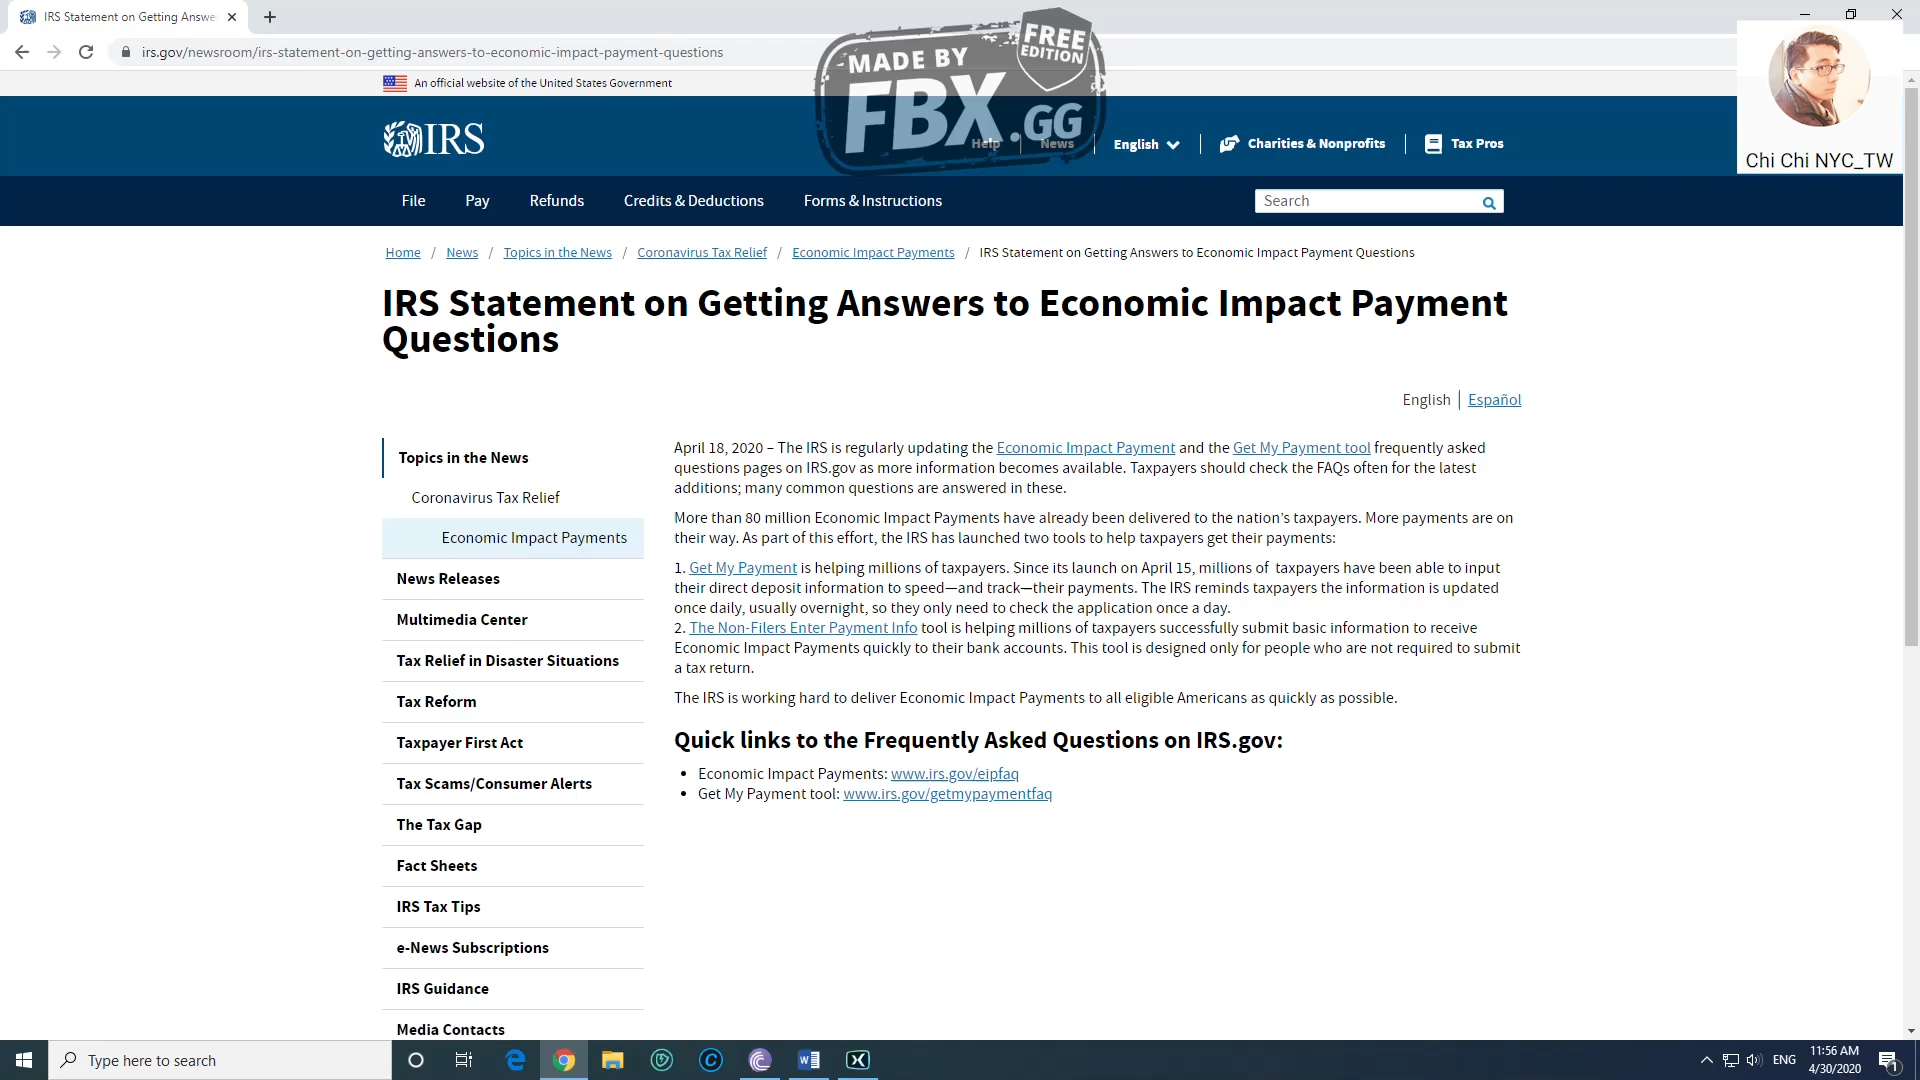 IRS Statement on Getting Answe
irs.gov/newsroom/irs-statement-on-getting-answers-to-economic-impact-payment-questions
MADE BY
FBX.GG
FREE
EDITION
Chi Chi NYC_TW
An official website of the United States Government
IRS
Help
News
English
Charities & Nonprofits
Tax Pros
File
Pay
Refunds
Credits & Deductions
Forms & Instructions
Search
Home / News / Topics in the News / Coronavirus Tax Relief / Economic Impact Payments / IRS Statement on Getting Answers to Economic Impact Payment Questions
IRS Statement on Getting Answers to Economic Impact Payment
Questions
English | Español
Topics in the News
Coronavirus Tax Relief
Economic Impact Payments
News Releases
Multimedia Center
Tax Relief in Disaster Situations
Tax Reform
Taxpayer First Act
Tax Scams/Consumer Alerts
The Tax Gap
Fact Sheets
IRS Tax Tips
e-News Subscriptions
IRS Guidance
Media Contacts
April 18, 2020 – The IRS is regularly updating the Economic Impact Payment and the Get My Payment tool frequently asked
questions pages on IRS.gov as more information becomes available. Taxpayers should check the FAQs often for the latest
additions; many common questions are answered in these.
More than 80 million Economic Impact Payments have already been delivered to the nation’s taxpayers. More payments are on
their way. As part of this effort, the IRS has launched two tools to help taxpayers get their payments:
1. Get My Payment is helping millions of taxpayers. Since its launch on April 15, millions of  taxpayers have been able to input
their direct deposit information to speed—and track—their payments. The IRS reminds taxpayers the information is updated
once daily, usually overnight, so they only need to check the application once a day.
2. The Non-Filers Enter Payment Info tool is helping millions of taxpayers successfully submit basic information to receive
Economic Impact Payments quickly to their bank accounts. This tool is designed only for people who are not required to submit
a tax return.
The IRS is working hard to deliver Economic Impact Payments to all eligible Americans as quickly as possible.
Quick links to the Frequently Asked Questions on IRS.gov:
• Economic Impact Payments: www.irs.gov/eipfaq
• Get My Payment tool: www.irs.gov/getmypaymentfaq
Type here to search
ENG
11:56 AM
4/30/2020
1